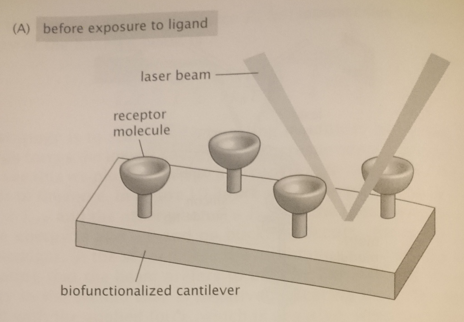 (A) before exposure to ligand
laser beam
receptor
molecule
biofunctionalized cantilever